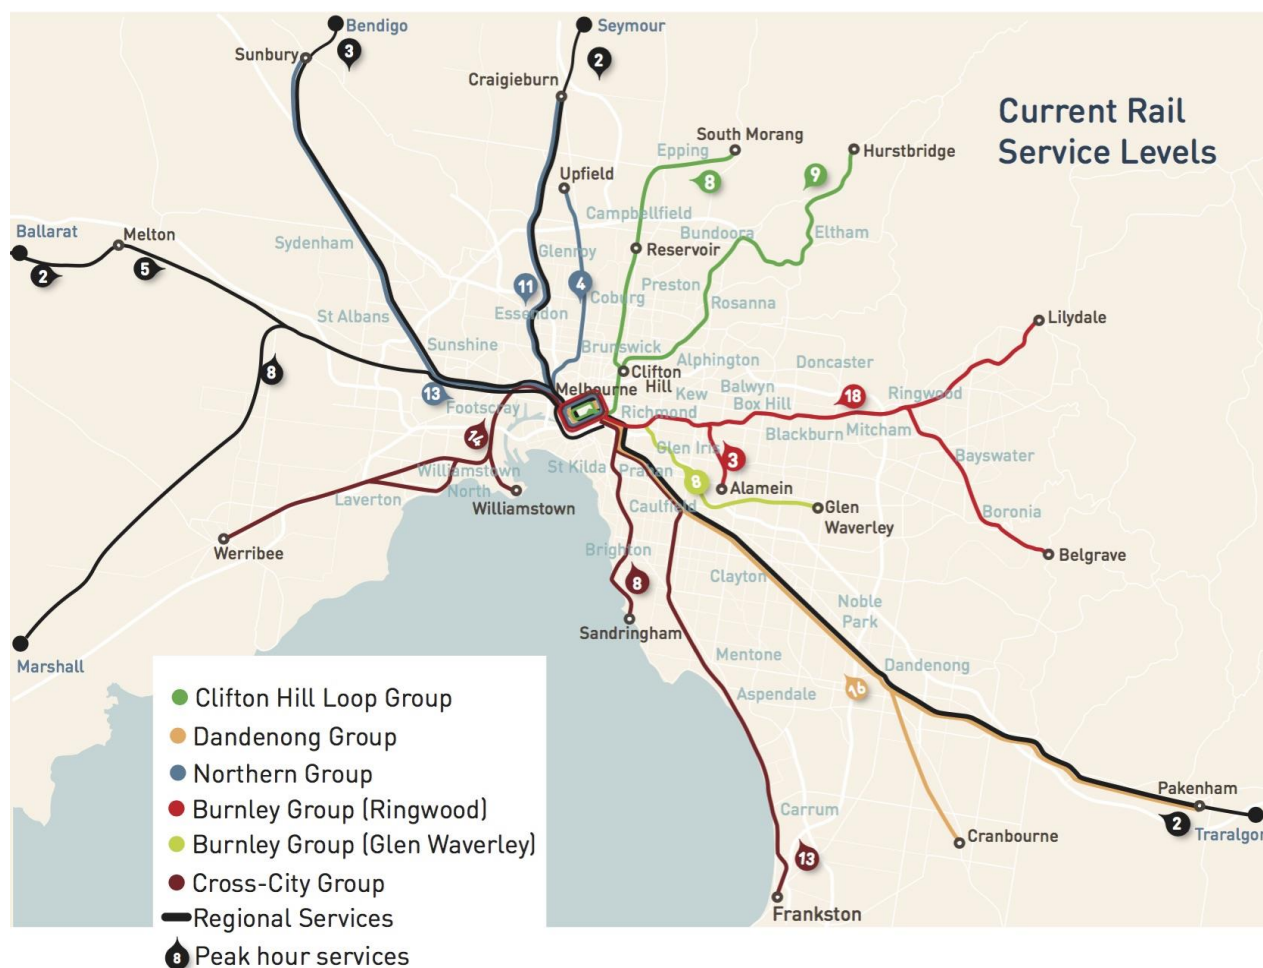 Bendigo
Seymour
Sunbury
3
2
Craigieburn
Current Rail
Service Levels
South Morang
Epping
Hurstbridge
9
8
Upfield
Campbellfield
Ballarat
Melton
Sydenham
Glenroy
Bundoora
Eltham
Reservoir
2
5
11
4
Preston
Coburg
Rosanna
St Albans
Essendon
Lilydale
Sunshine
Brunswick
Alphington
Doncaster
8
Clifton
Hill
13
Melbourne
Kew
Balwyn
18
Ringwood
Footscray
Richmond
Box Hill
Blackburn
Mitcham
14
Glen Iris
Bayswater
Williamstown
North
St Kilda
Prahan
8
3
Laverton
Alamein
Williamstown
Caulfield
Glen
Waverley
Boronia
Werribee
Brighton
Belgrave
Clayton
8
Noble
Park
Sandringham
Marshall
Mentone
Dandenong
Aspendale
16
Clifton Hill Loop Group
Dandenong Group
Northern Group
Burnley Group (Ringwood)
Burnley Group (Glen Waverley)
Cross-City Group
Regional Services
8 Peak hour services
Pakenham
Carrum
2
Traralgon
Cranbourne
13
Frankston